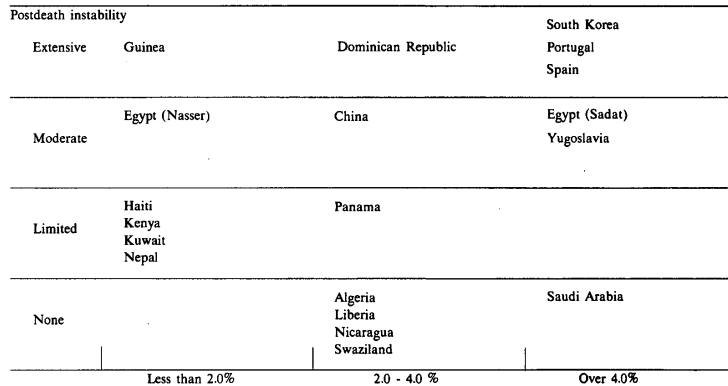 Postdeath instability
South Korea
Extensive Guinea Dominican Republic Portugal
Spain
Egypt (Nasser) China Egypt (Sadat)
Moderate Yugoslavia
Haiti Panama
Kenya
Limited
Kuwait
Nepal
Algeria Saudi Arabia
Liberia
None
Nicaragua
Swaziland
Less than 2.0% 2.0 - 4.0 % Over 4.0%